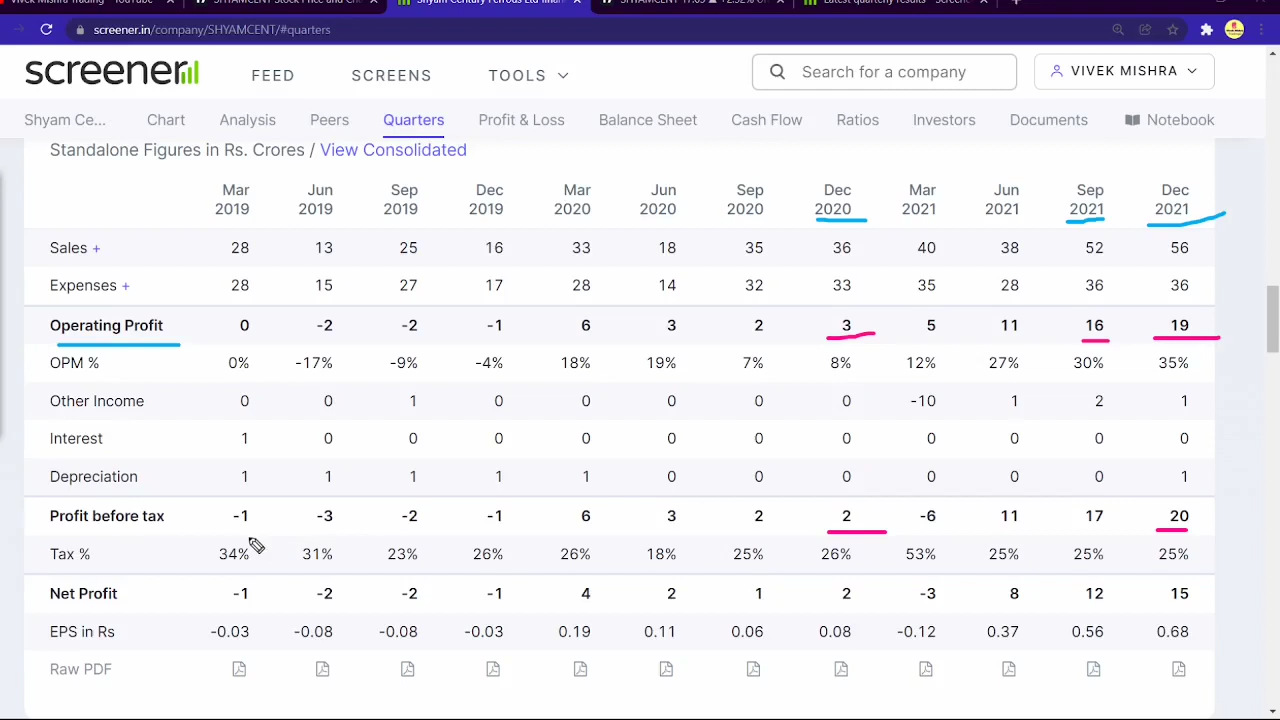 screener.in/company/SHYAMCENT/#quarters
screener
FEED SCREENS TOOLS
Search for a company
VIVEK MISHRA
Shyam Ce... Chart Analysis Peers Quarters Profit & Loss Balance Sheet Cash Flow Ratios Investors Documents Notebook
Standalone Figures in Rs. Crores / View Consolidated
Mar Jun Sep Dec Mar Jun Sep Dec Mar Jun Sep Dec
2019 2019 2019 2019 2020 2020 2020 2020 2021 2021 2021 2021
Sales + 28 13 25 16 33 18 35 36 40 38 52 56
Expenses + 28 15 27 17 28 14 32 33 35 28 36 36
Operating Profit 0 -2 -2 -1 6 3 2 3 5 11 16 19
OPM % 0% -17% -9% -4% 18% 19% 7% 8% 12% 27% 30% 35%
Other Income 0 0 1 0 0 0 0 0 -10 1 2 1
Interest 1 0 0 0 0 0 0 0 0 0 0 0
Depreciation 1 1 1 1 1 0 0 0 0 0 0 1
Profit before tax -1 -3 -2 -1 6 3 2 2 -6 11 17 20
Tax % 34% 31% 23% 26% 26% 18% 25% 26% 53% 25% 25% 25%
Net Profit -1 -2 -2 -1 4 2 1 2 -3 8 12 15
EPS in Rs -0.03 -0.08 -0.08 -0.03 0.19 0.11 0.06 0.08 -0.12 0.37 0.56 0.68
Raw PDF